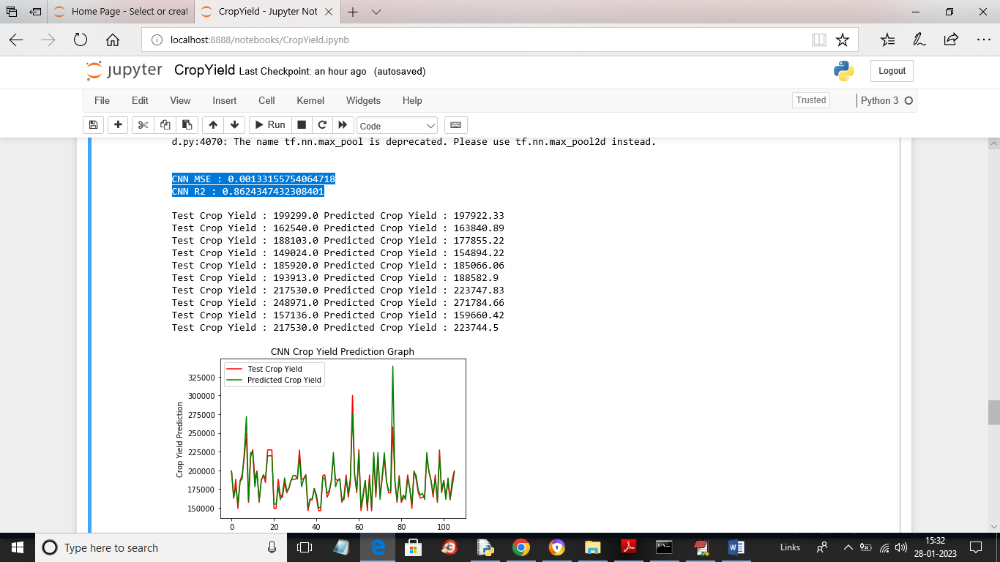 Home Page - Select or creat
CropYield - Jupyter Not
localhost:8888/notebooks/CropYield.ipynb
jupyter CropYield Last Checkpoint: an hour ago (autosaved)
Logout
File Edit View Insert Cell Kernel Widgets Help
Trusted Python 3
Run Code
d.py:4070: The name tf.nn.max_pool is deprecated. Please use tf.nn.max_pool2d instead.
CNN MSE : 0.00133155754064718
CNN R2 : 0.8624347432308401
Test Crop Yield : 199299.0 Predicted Crop Yield : 197922.33
Test Crop Yield : 162540.0 Predicted Crop Yield : 163840.89
Test Crop Yield : 188103.0 Predicted Crop Yield : 177855.22
Test Crop Yield : 149024.0 Predicted Crop Yield : 154894.22
Test Crop Yield : 185920.0 Predicted Crop Yield : 185066.06
Test Crop Yield : 193913.0 Predicted Crop Yield : 188582.9
Test Crop Yield : 217530.0 Predicted Crop Yield : 223747.83
Test Crop Yield : 248971.0 Predicted Crop Yield : 271784.66
Test Crop Yield : 157136.0 Predicted Crop Yield : 159660.42
Test Crop Yield : 217530.0 Predicted Crop Yield : 223744.5
CNN Crop Yield Prediction Graph
Test Crop Yield
Predicted Crop Yield
Crop Yield Prediction
325000
300000
275000
250000
225000
200000
175000
150000
0 20 40 60 80 100
Type here to search
Links
15:32
28-01-2023